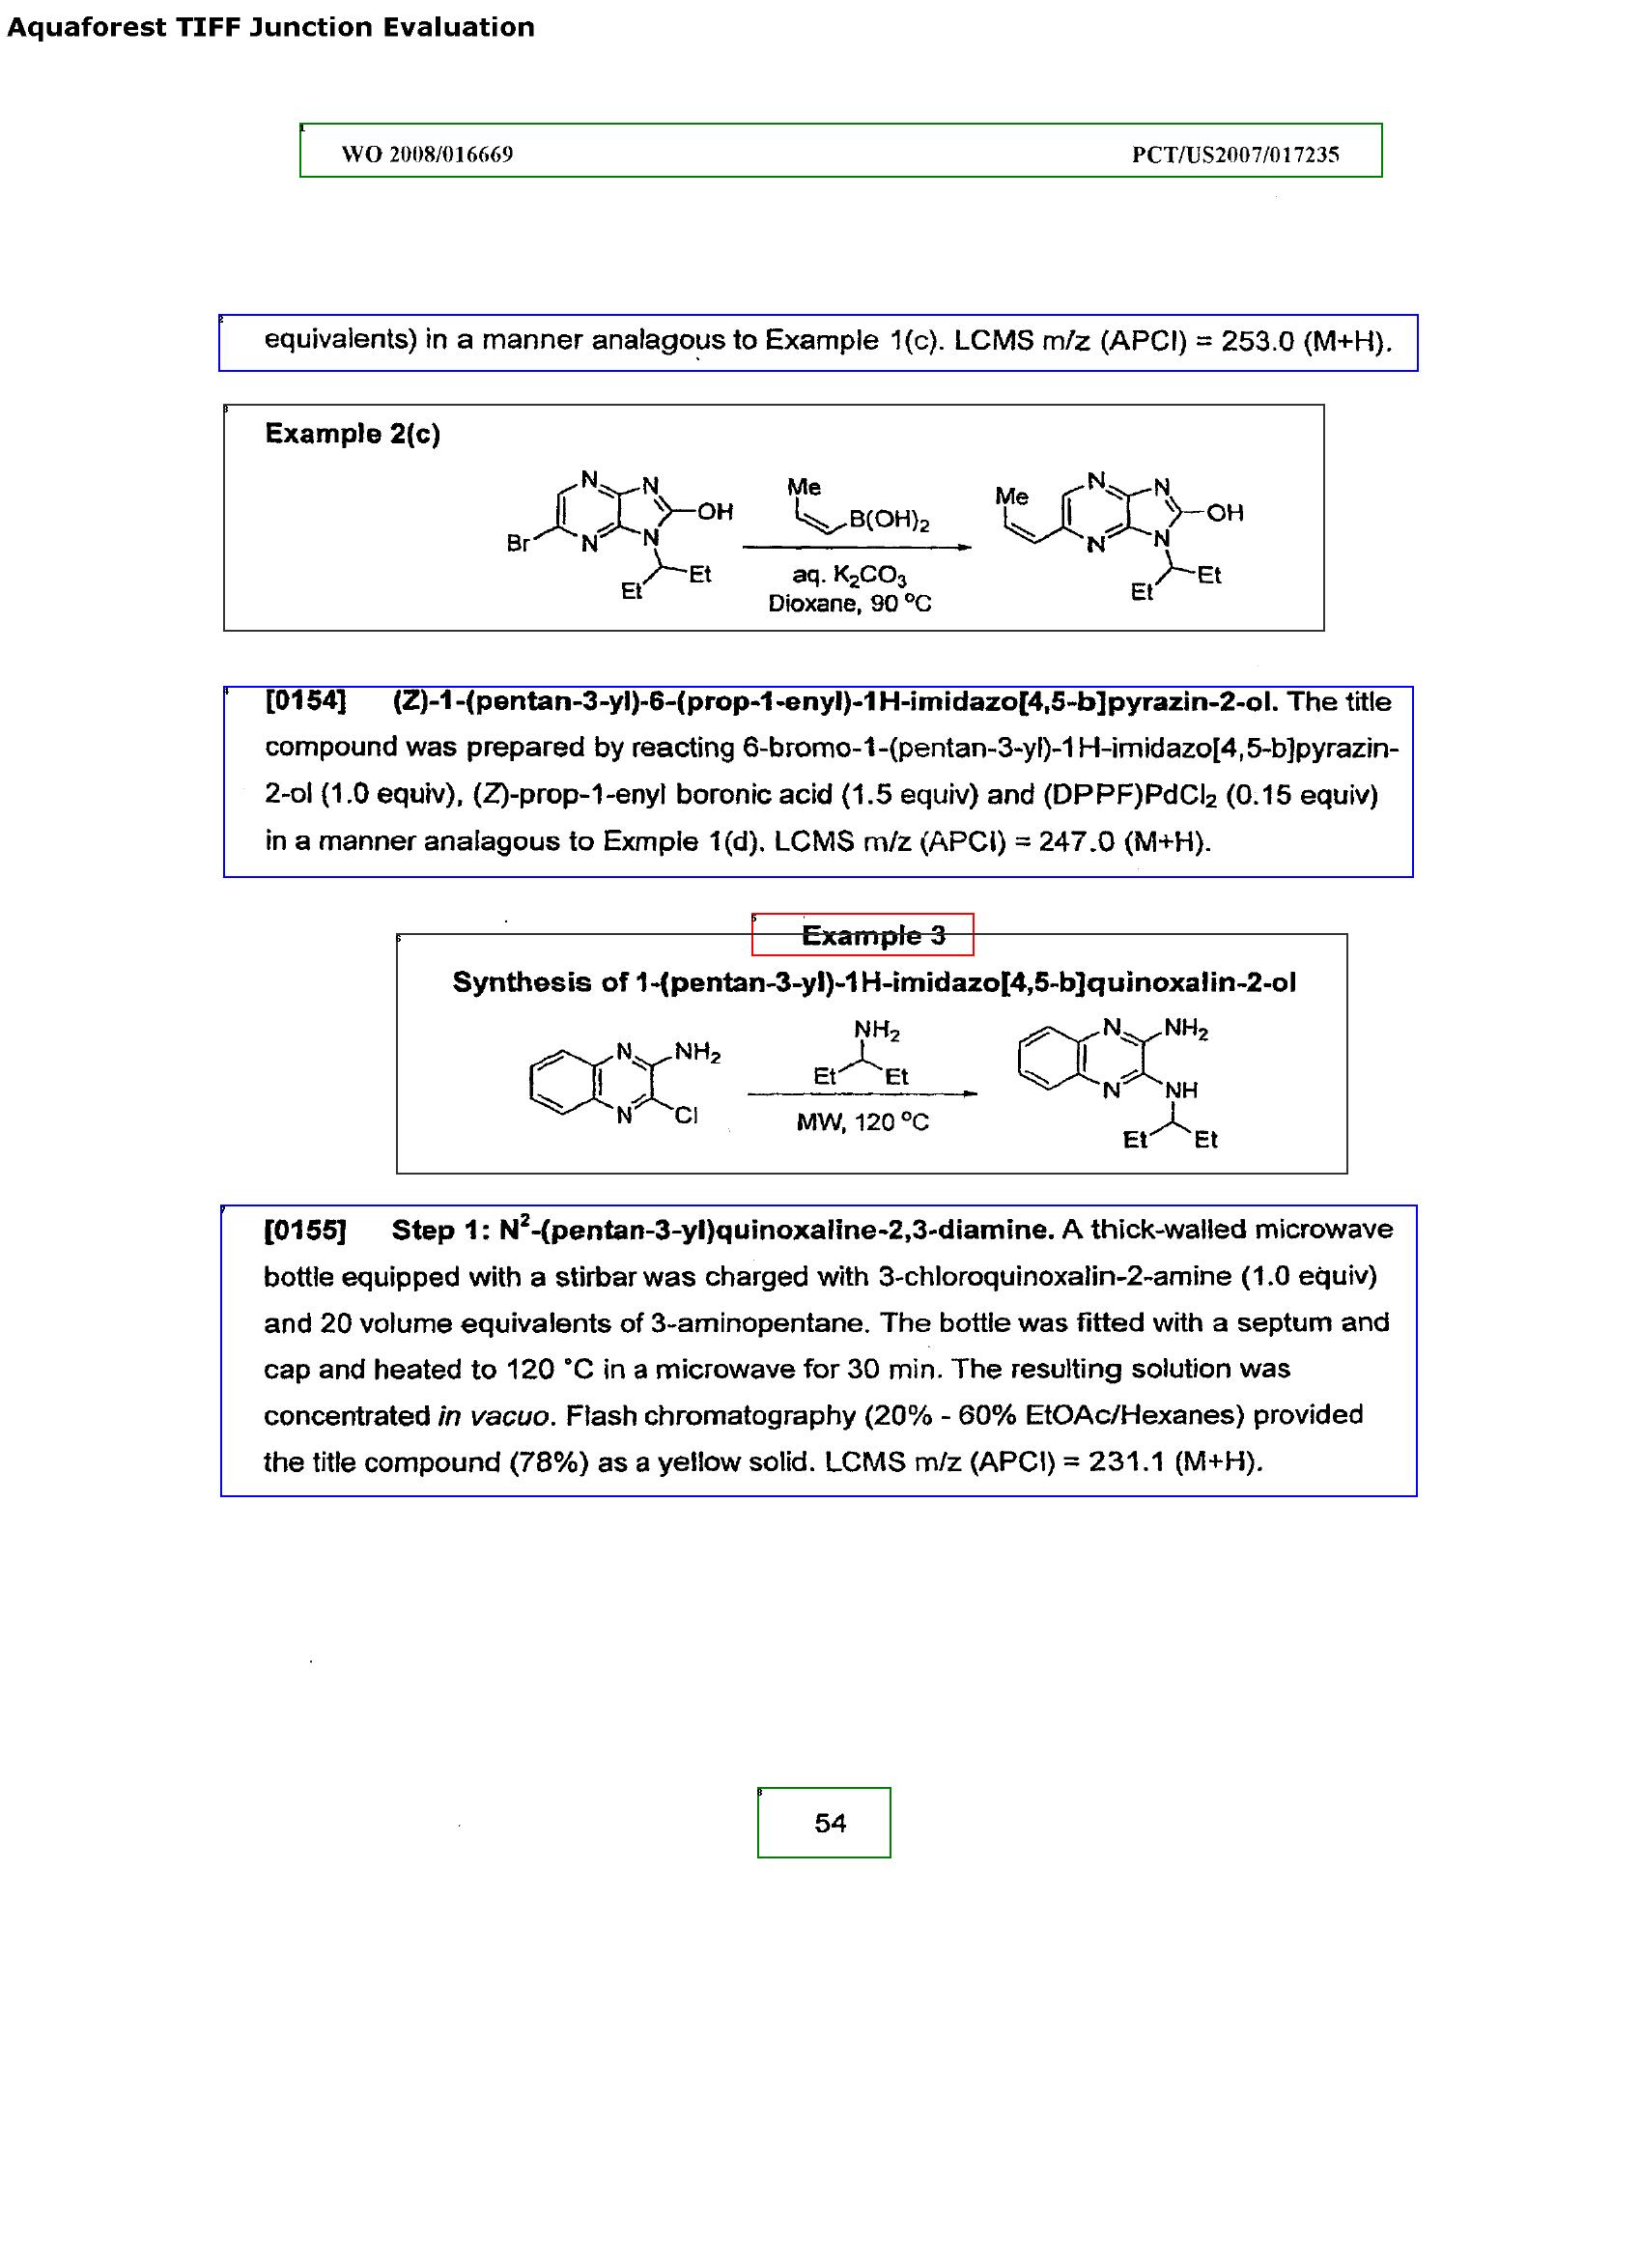 Aquaforest TIFF Junction Evaluation
WO 2008/016669 PCT/US2007/017235
equivalents) in a manner analagous to Example 1(c). LCMS m/z (APCI) = 253.0 (M+H).
Example 2(c)
N N OH Br N N Et Et
Me B(OH)2
aq. K2CO3
Dioxane, 90 °C
Me N N OH N N Et Et
[0154] (Z)-1-(pentan-3-yl)-6-(prop-1-enyl)-1H-imidazo[4,5-b]pyrazin-2-ol. The title
compound was prepared by reacting 6-bromo-1-(pentan-3-yl)-1H-imidazo[4,5-b]pyrazin-
2-ol (1.0 equiv), (Z)-prop-1-enyl boronic acid (1.5 equiv) and (DPPF)PdCl2 (0.15 equiv)
in a manner analagous to Exmple 1(d). LCMS m/z (APCI) = 247.0 (M+H).
Example 3
Synthesis of 1-(pentan-3-yl)-1H-imidazo[4,5-b]quinoxalin-2-ol
N NH2 N Cl
NH2
Et Et
MW, 120 °C
N NH2 N NH Et Et
[0155] Step 1: N2-(pentan-3-yl)quinoxaline-2,3-diamine. A thick-walled microwave
bottle equipped with a stirbar was charged with 3-chloroquinoxalin-2-amine (1.0 equiv)
and 20 volume equivalents of 3-aminopentane. The bottle was fitted with a septum and
cap and heated to 120 °C in a microwave for 30 min. The resulting solution was
concentrated in vacuo. Flash chromatography (20% - 60% EtOAc/Hexanes) provided
the title compound (78%) as a yellow solid. LCMS m/z (APCI) = 231.1 (M+H).
54